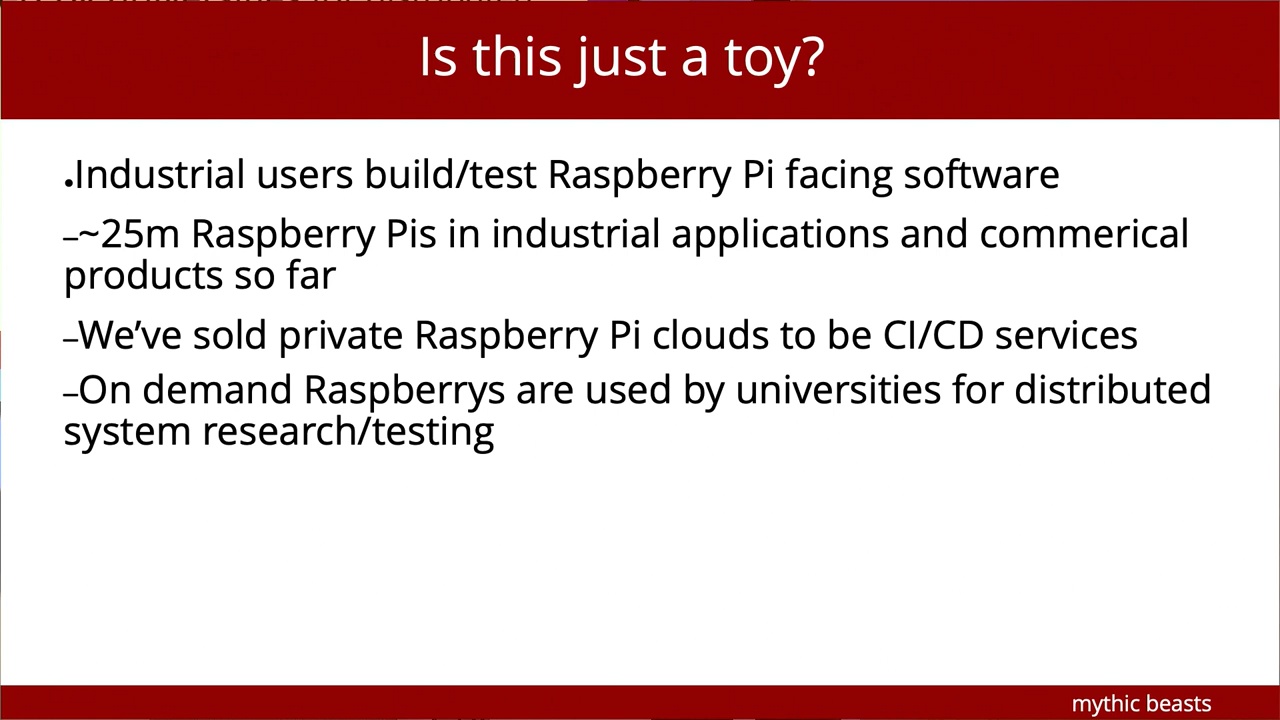 Is this just a toy?
•Industrial users build/test Raspberry Pi facing software
–~25m Raspberry Pis in industrial applications and commerical
products so far
–We’ve sold private Raspberry Pi clouds to be CI/CD services
–On demand Raspberrys are used by universities for distributed
system research/testing
mythic beasts